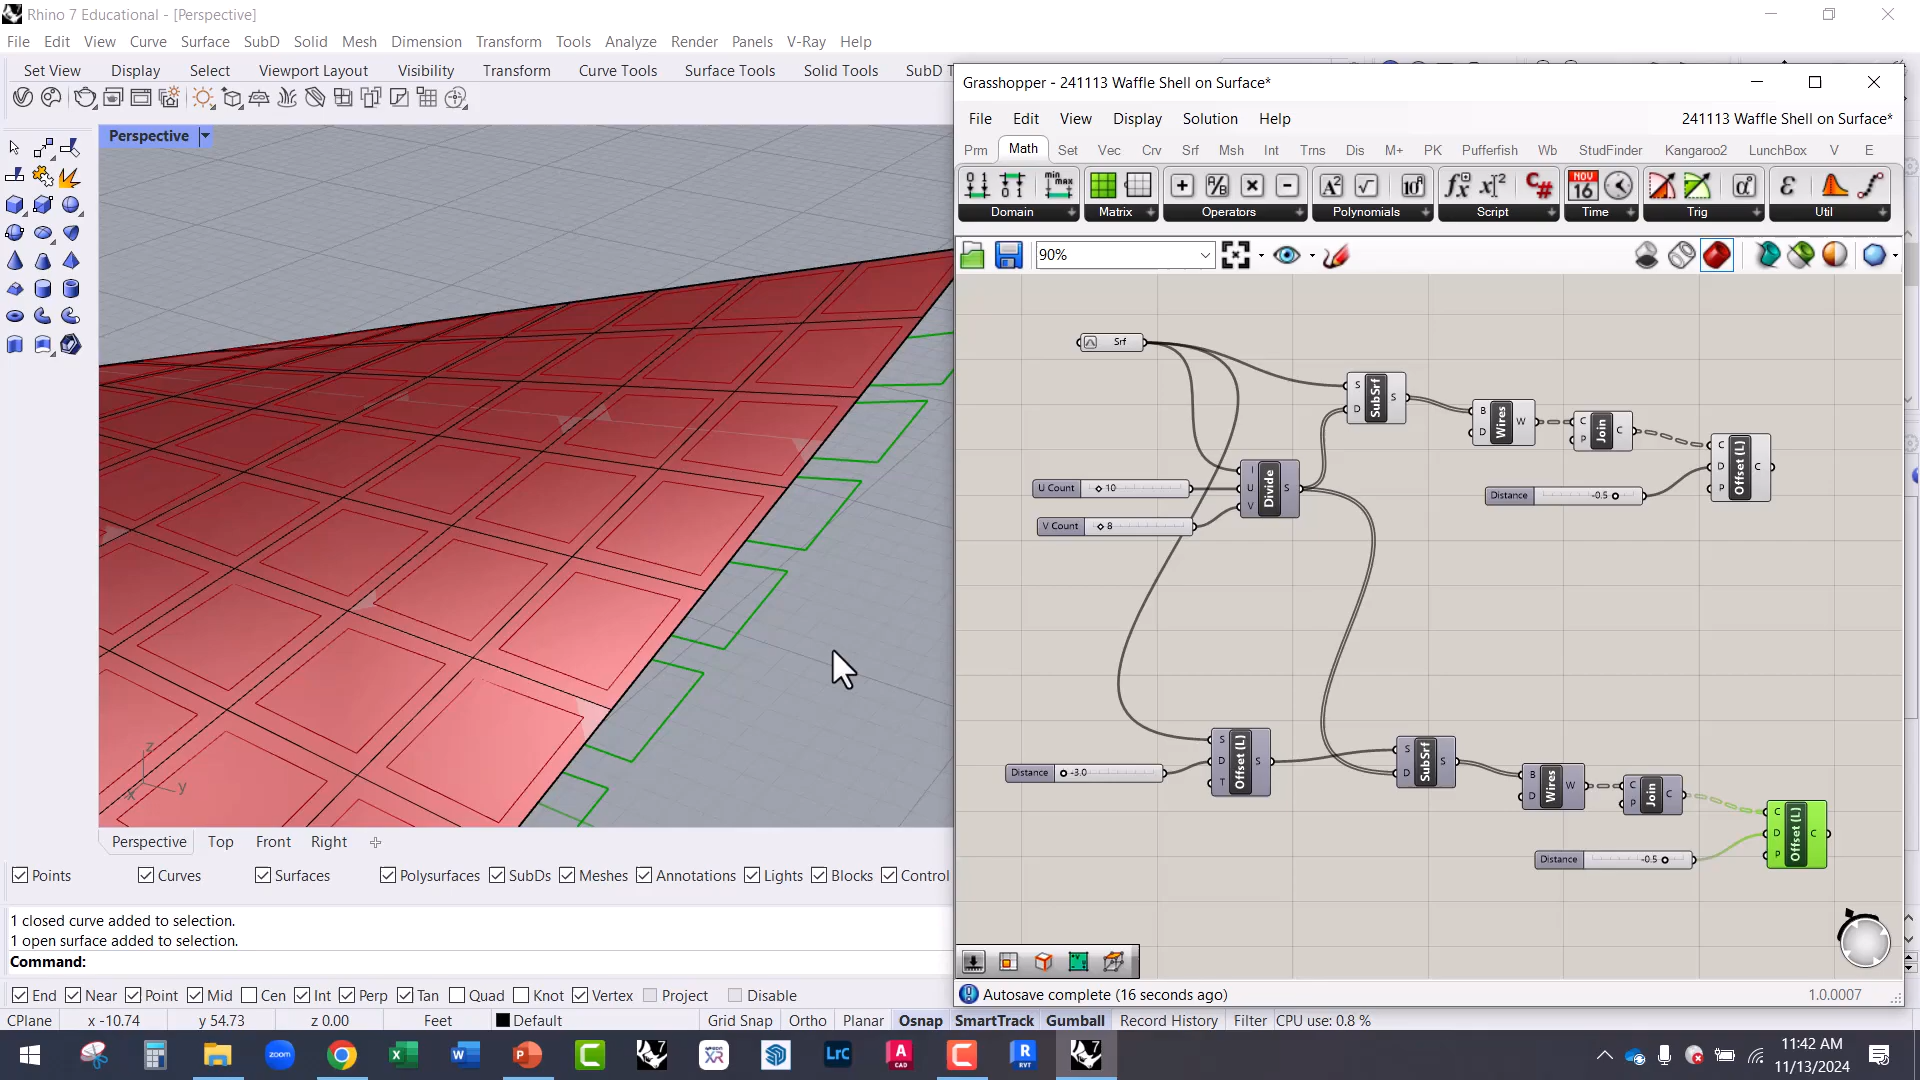 Rhino 7 Educational - [Perspective]
File Edit View Curve Surface SubD Solid Mesh Dimension Transform Tools Analyze Render Panels V-Ray Help
Set View Display Select Viewport Layout Visibility Transform Curve Tools Surface Tools Solid Tools SubD T
Perspective
z
y
x
Perspective Top Front Right
Points Curves Surfaces Polysurfaces SubDs Meshes Annotations Lights Blocks Control
1 closed curve added to selection.
1 open surface added to selection.
Command:
End Near Point Mid Cen Int Perp Tan Quad Knot Vertex Project Disable
CPlane x -10.74 y 54.73 z 0.00 Feet Default Grid Snap Ortho Planar Osnap SmartTrack Gumball Record History Filter CPU use: 0.8 %
Grasshopper - 241113 Waffle Shell on Surface*
File Edit View Display Solution Help 241113 Waffle Shell on Surface*
Prm Math Set Vec Crv Srf Msh Int Trns Dis M+ PK Pufferfish Wb StudFinder Kangaroo2 LunchBox V E
Domain Matrix Operators Polynomials Script Time Trig Util
90%
Srf
S D SubSrf S
B D Wires W
C P Join C
C D P Offset (L) C
Distance -0.5
U Count 10
V Count 8
I U V Divide S
Distance -3.0
S D T Offset (L) S
S D SubSrf S
B D Wires W
C P Join C
C D P Offset (L) C
Distance -0.5
Autosave complete (16 seconds ago) 1.0.0007
zoom
LrC
11:42 AM
11/13/2024